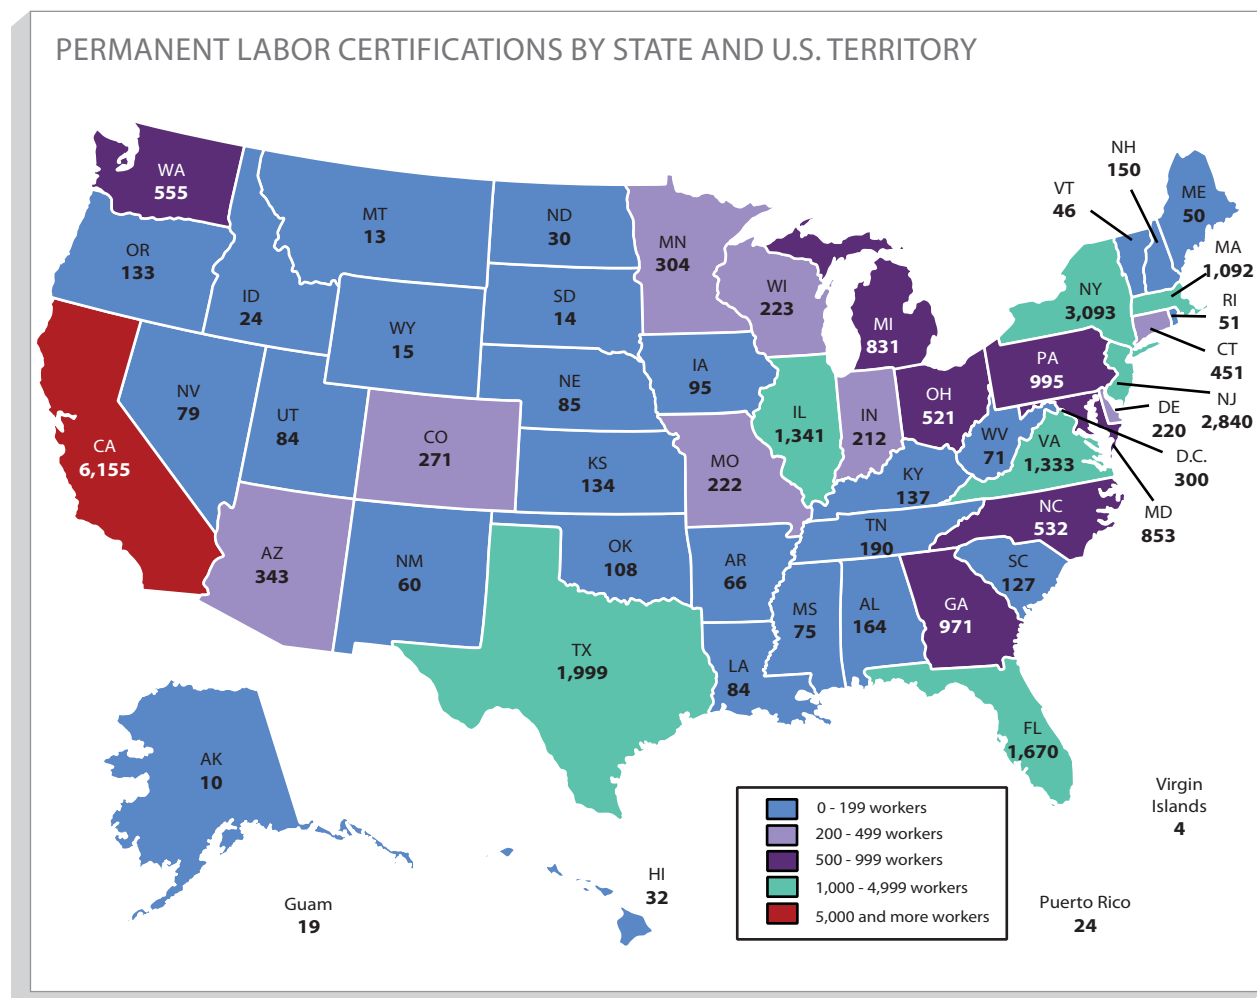 PERMANENT LABOR CERTIFICATIONS BY STATE AND U.S. TERRITORY
WA
555
OR
133
ID
24
MT
13
ND
30
MN
304
WI
223
MI
831
NH
150
VT
46
ME
50
MA
1,092
NY
3,093
RI
51
CT
451
NJ
2,840
DE
220
D.C.
300
MD
853
SD
14
WY
15
NV
79
UT
84
CA
6,155
CO
271
NE
85
IA
95
IL
1,341
IN
212
OH
521
PA
995
WV
71
VA
1,333
KS
134
MO
222
KY
137
NC
532
TN
190
SC
127
AZ
343
NM
60
OK
108
AR
66
MS
75
AL
164
GA
971
TX
1,999
LA
84
FL
1,670
AK
10
HI
32
Guam
19
Virgin
Islands
4
Puerto Rico
24
0 - 199 workers
200 - 499 workers
500 - 999 workers
1,000 - 4,999 workers
5,000 and more workers